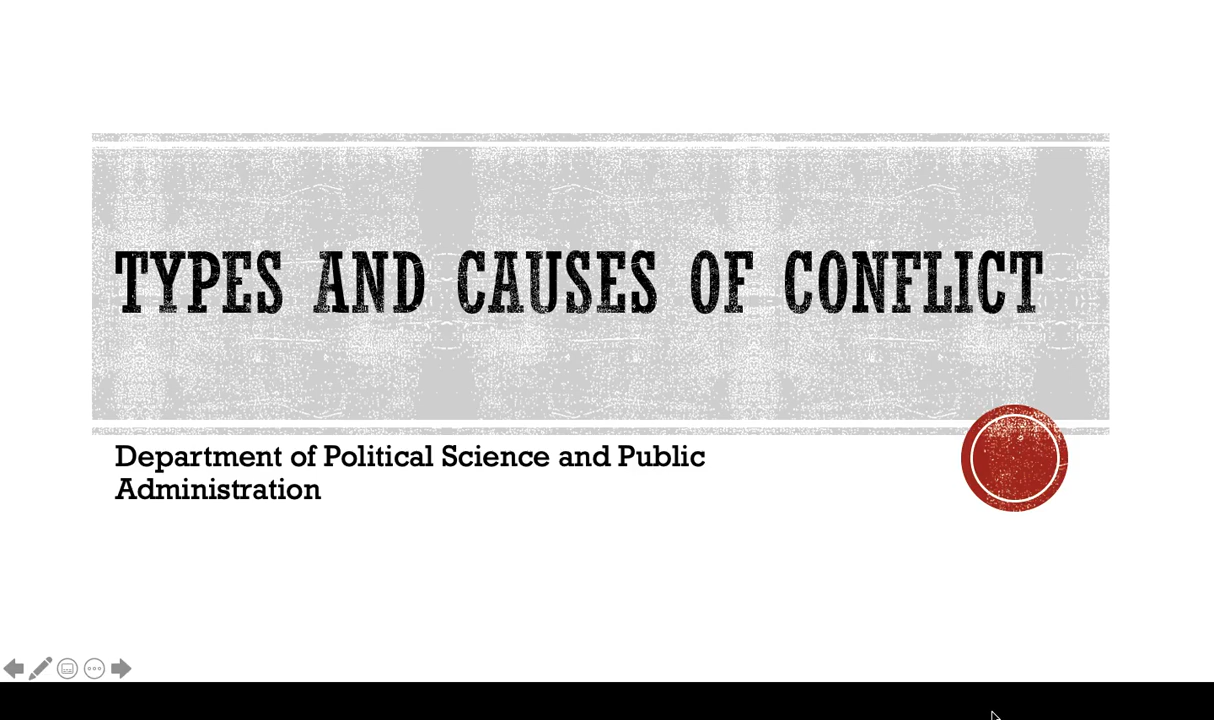 TYPES AND CAUSES OF CONFLICT
Department of Political Science and Public
Administration